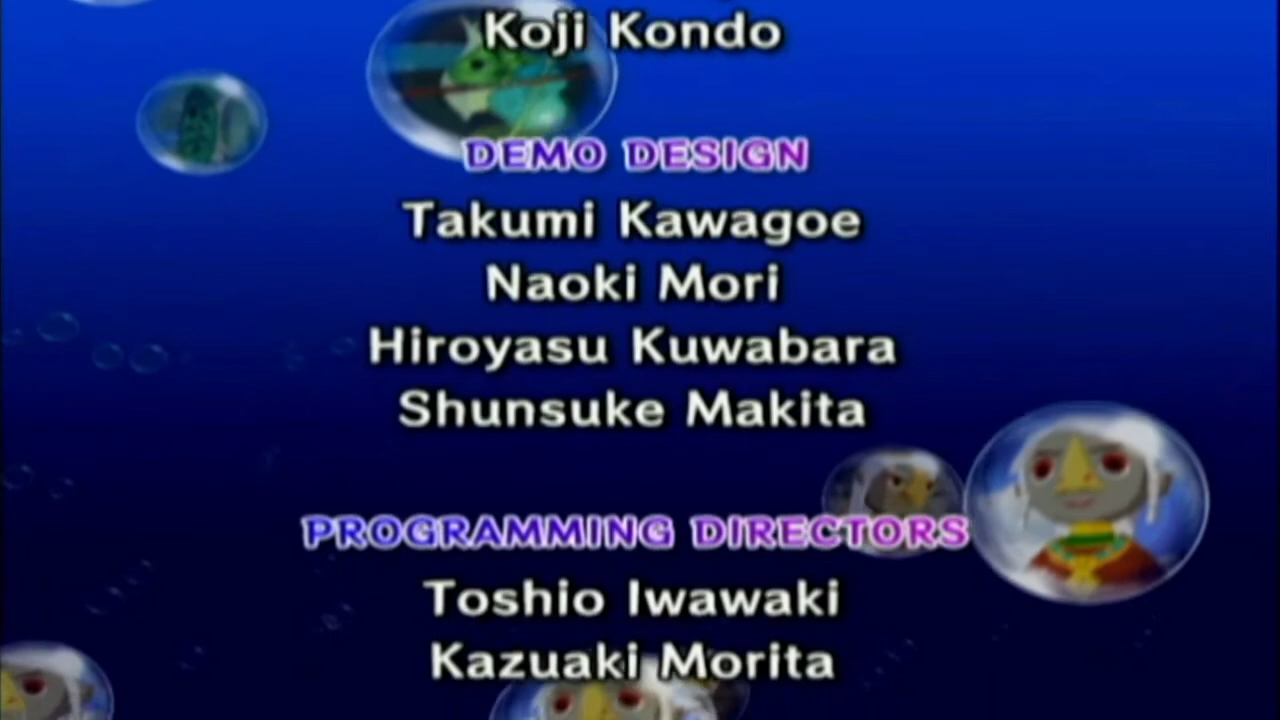 Koji Kondo
DEMO DESIGN
Takumi Kawagoe
Naoki Mori
Hiroyasu Kuwabara
Shunsuke Makita
PROGRAMMING DIRECTORS
Toshio Iwawaki
Kazuaki Morita